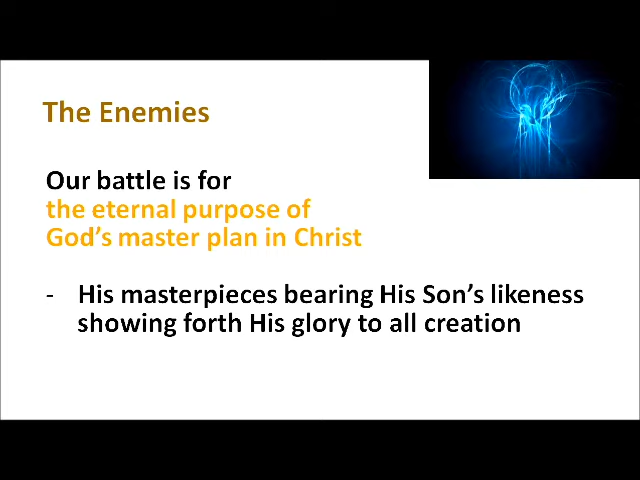 The Enemies
Our battle is for
the eternal purpose of
God’s master plan in Christ
- His masterpieces bearing His Son’s likeness
showing forth His glory to all creation